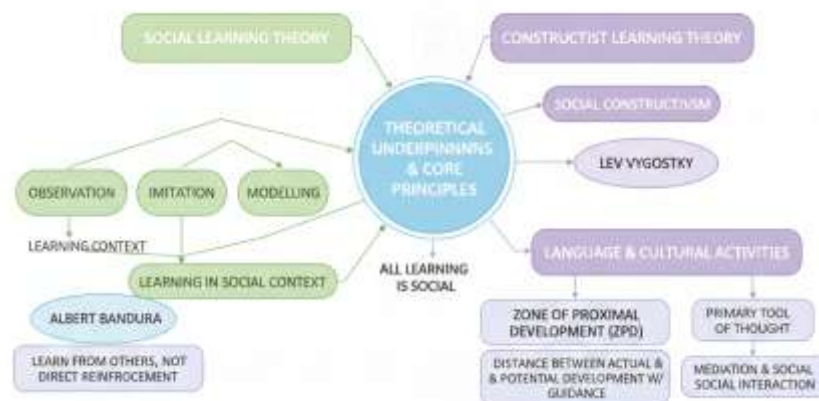 SOCIAL LEARNING THEORY
CONSTRUCTIST LEARNING THEORY
THEORETICAL
UNDERPINNNNS
& CORE
PRINCIPLES
SOCIAL CONSTRUCTIVSM
LEV VYGOSTKY
OBSERVATION
IMITATION
MODELLING
LEARNING CONTEXT
LEARNING IN SOCIAL CONTEXT
ALL LEARNING
IS SOCIAL
LANGUAGE & CULTURAL ACTIVITIES
ALBERT BANDURA
LEARN FROM OTHERS, NOT
DIRECT REINFROCEMENT
ZONE OF PROXIMAL
DEVELOPMENT (ZPD)
DISTANCE BETWEEN ACTUAL &
& POTENTIAL DEVELOPMENT W/
GUIDANCE
PRIMARY TOOL
OF THOUGHT
MEDIATION & SOCIAL
SOCIAL INTERACTION